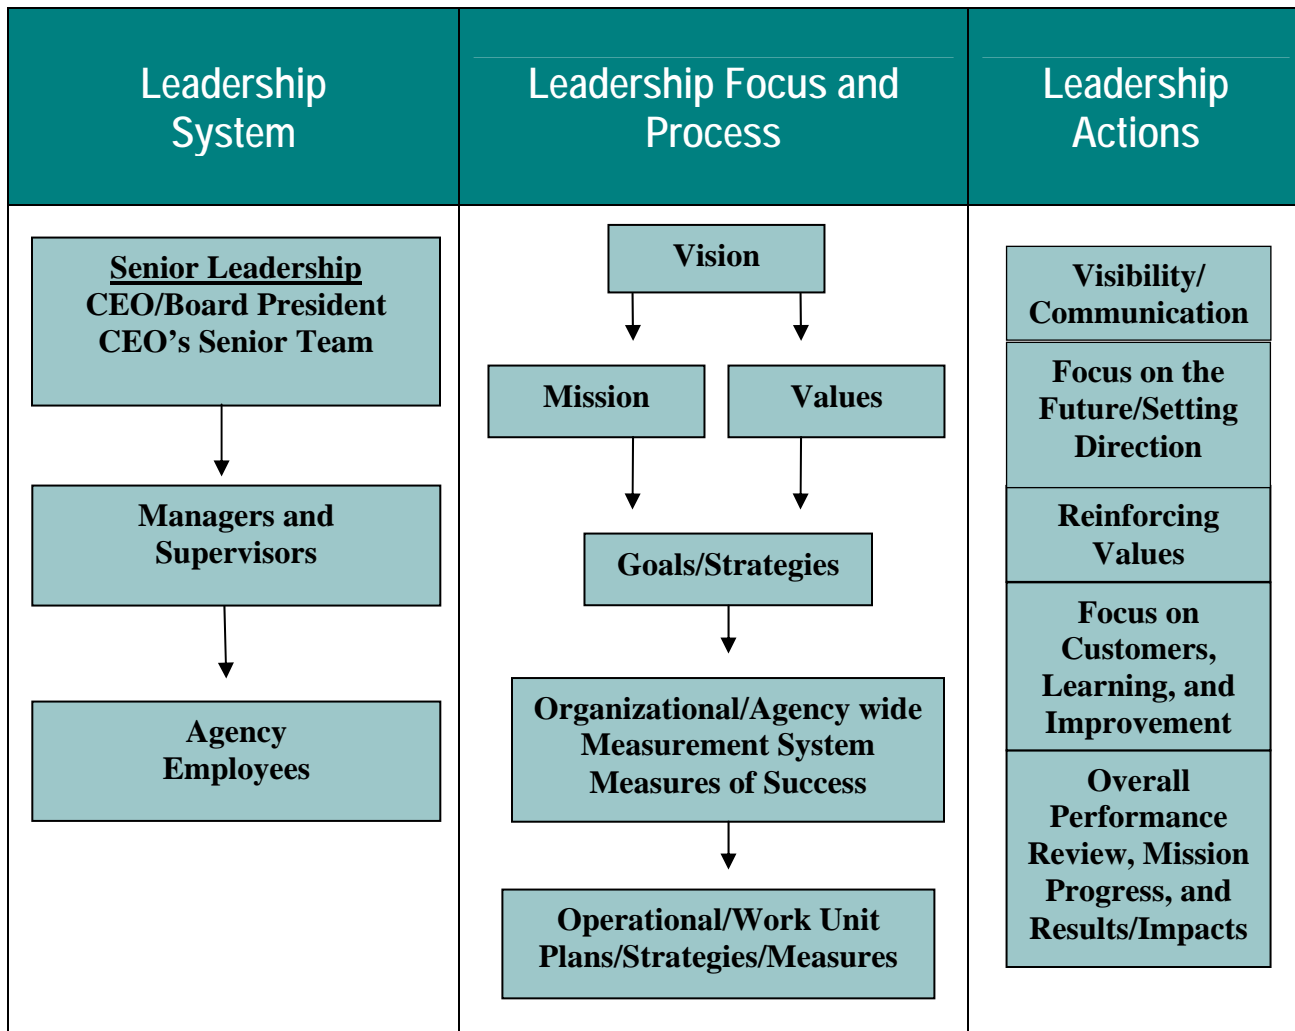 Leadership
System
Leadership Focus and
Process
Leadership
Actions
Senior Leadership
CEO/Board President
CEO’s Senior Team
Managers and
Supervisors
Agency
Employees
Vision
Mission
Values
Goals/Strategies
Organizational/Agency wide
Measurement System
Measures of Success
Operational/Work Unit
Plans/Strategies/Measures
Visibility/
Communication
Focus on the
Future/Setting
Direction
Reinforcing
Values
Focus on
Customers,
Learning, and
Improvement
Overall
Performance
Review, Mission
Progress, and
Results/Impacts